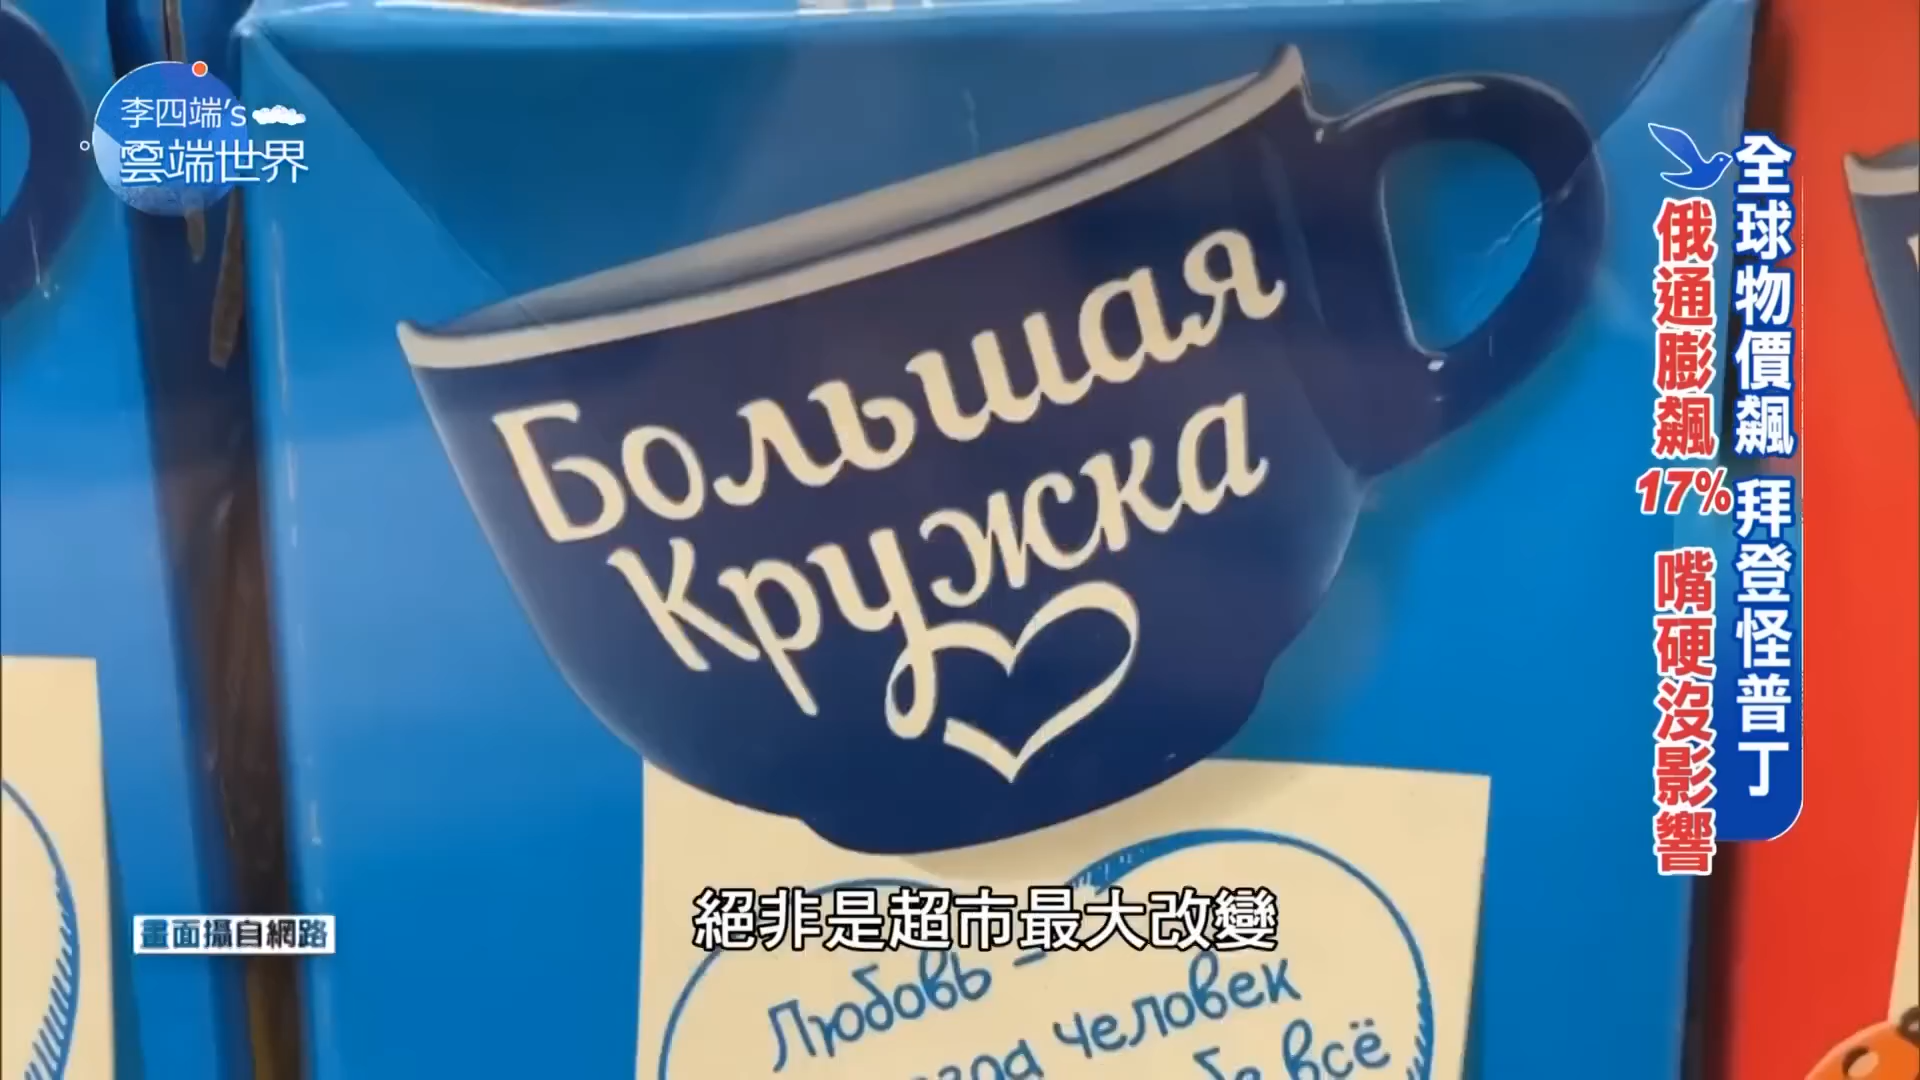 李四端's
雲端世界
全球物價飆 拜登怪普丁
俄通膨飆17% 嘴硬沒影響
Большая
Кружка
絕非是超市最大改變
畫面攝自網路
Любовь -
человек
всё